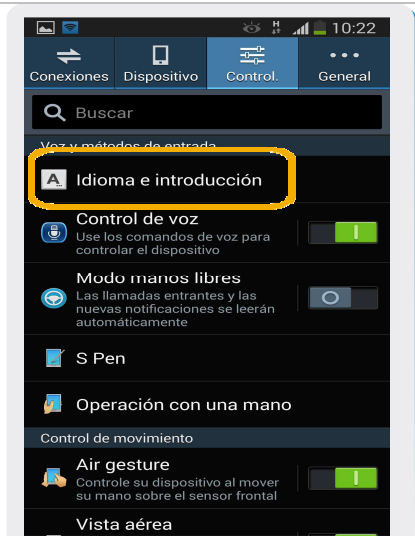 H
10:22
Conexiones Dispositivo Control. General
Buscar
Voz y métodos de entrada
A Idioma e introducción
Control de voz
Use los comandos de voz para
controlar el dispositivo
Modo manos libres
Las llamadas entrantes y las
nuevas notificaciones se leerán
automáticamente
S Pen
Operación con una mano
Control de movimiento
Air gesture
Controle su dispositivo al mover
su mano sobre el sensor frontal
Vista aérea